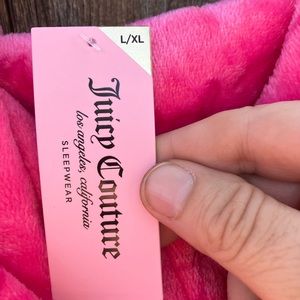 L/XL
Juicy Couture
los angeles, california
SLEEPWEAR